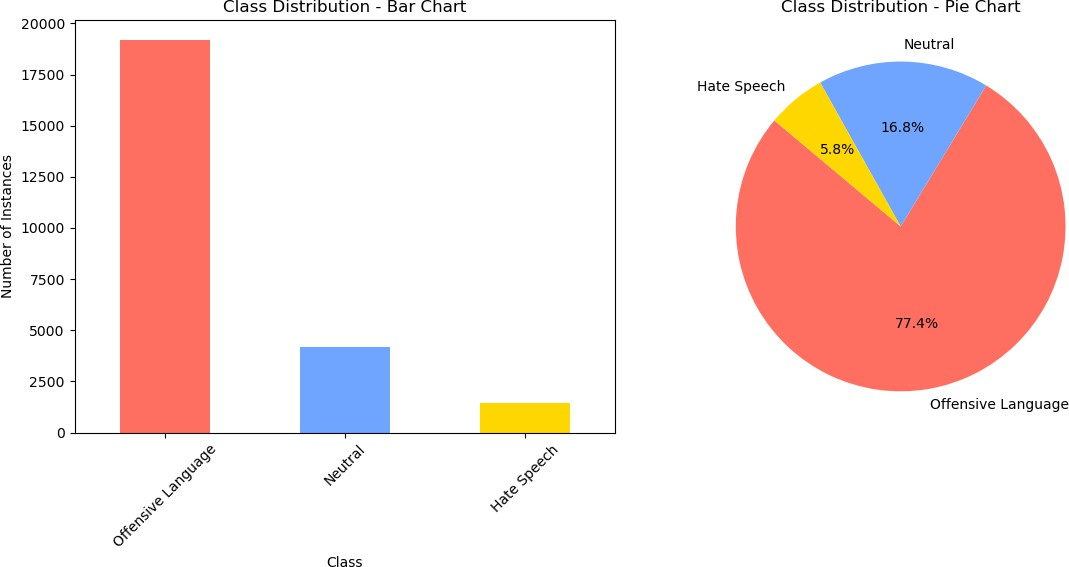 Class Distribution - Bar Chart
20000
17500
15000
12500
10000
7500
5000
2500
0
Number of Instances
Offensive Language
Neutral
Hate Speech
Class
Class Distribution - Pie Chart
Neutral
Hate Speech
16.8%
5.8%
77.4%
Offensive Language